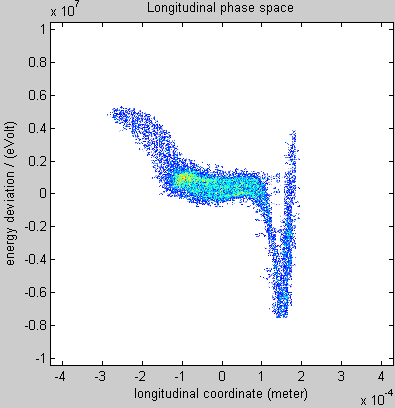 x 10^7
Longitudinal phase space
1
0.8
0.6
0.4
0.2
0
-0.2
-0.4
-0.6
-0.8
-1
energy deviation / (eVolt)
-4 -3 -2 -1 0 1 2 3 4
longitudinal coordinate (meter)
x 10^-4